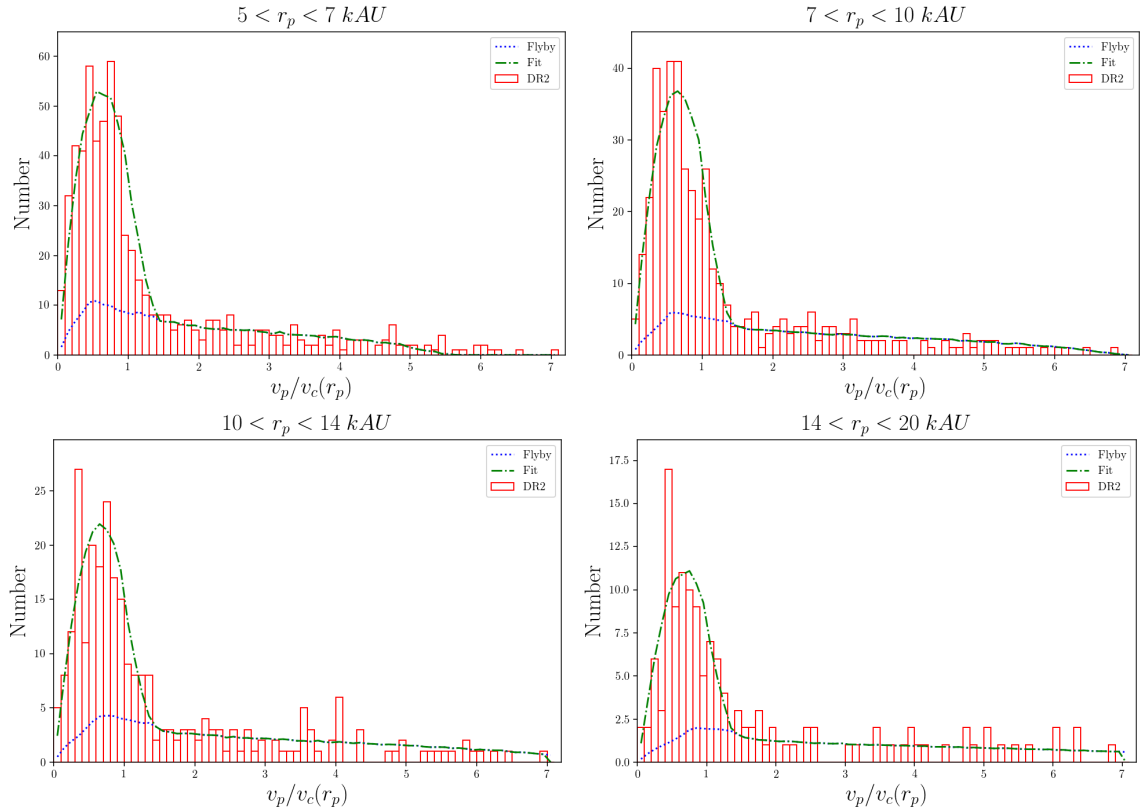 5 < r_p < 7 kAU
Number
60
50
40
30
20
10
0
Flyby
Fit
DR2
0 1 2 3 4 5 6 7
v_p/v_c(r_p)
7 < r_p < 10 kAU
Number
40
30
20
10
0
Flyby
Fit
DR2
0 1 2 3 4 5 6 7
v_p/v_c(r_p)
10 < r_p < 14 kAU
Number
25
20
15
10
5
0
Flyby
Fit
DR2
0 1 2 3 4 5 6 7
v_p/v_c(r_p)
14 < r_p < 20 kAU
Number
17.5
15.0
12.5
10.0
7.5
5.0
2.5
0.0
Flyby
Fit
DR2
0 1 2 3 4 5 6 7
v_p/v_c(r_p)